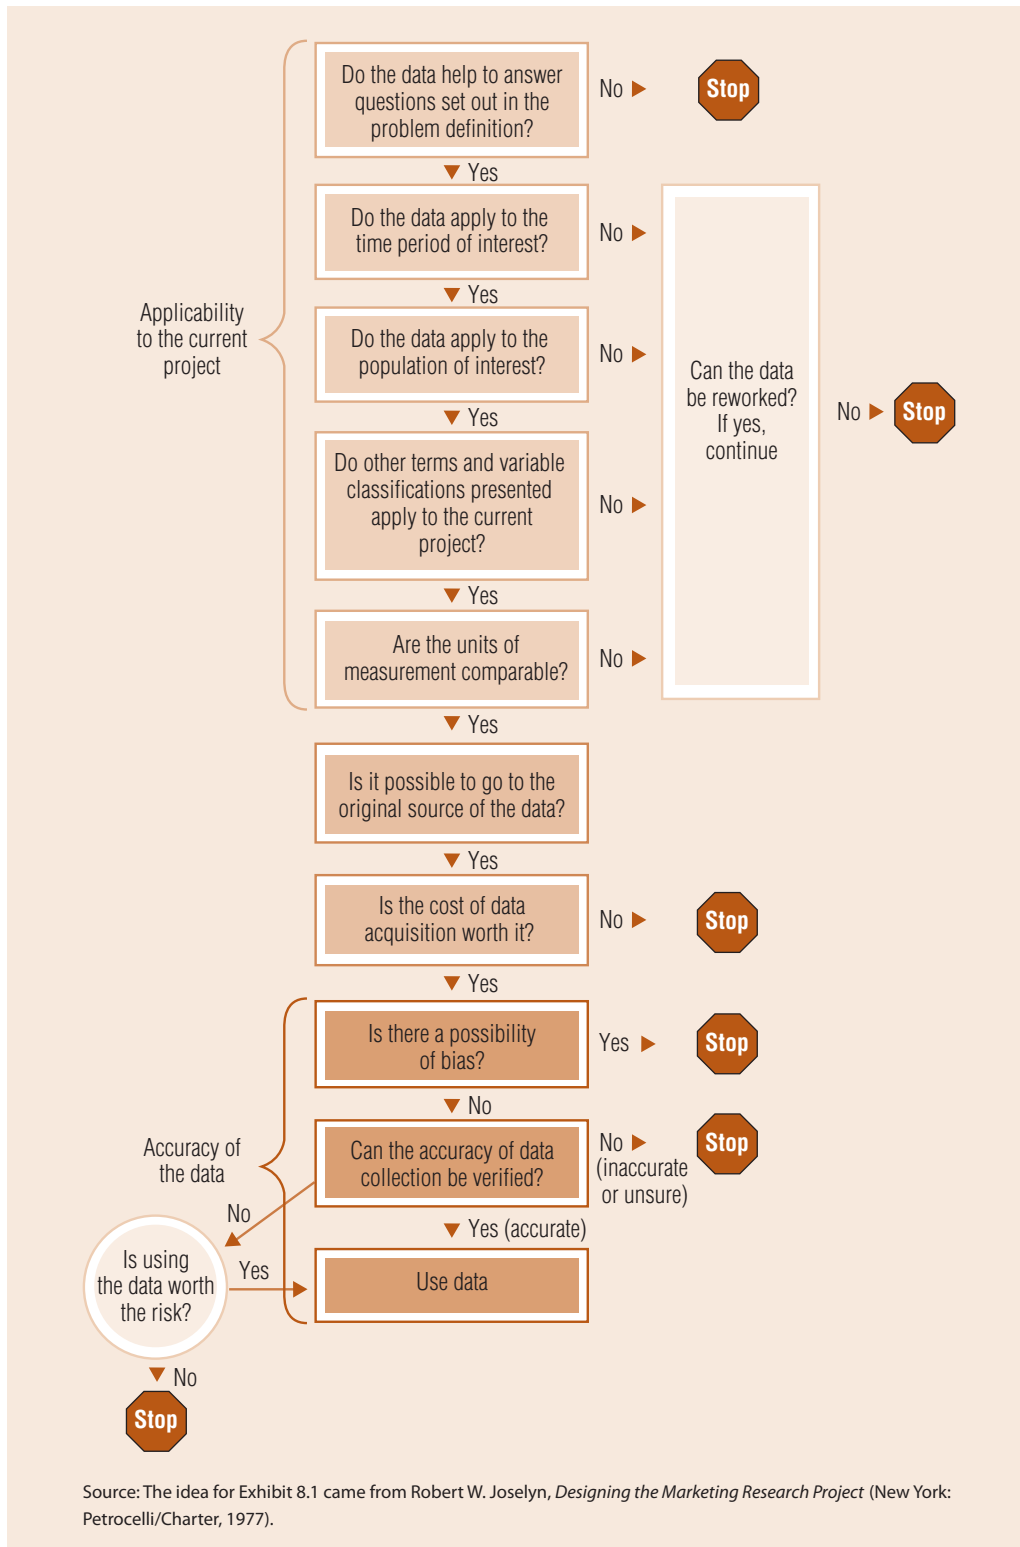 Do the data help to answer
questions set out in the
problem definition?
No
Stop
Yes
Do the data apply to the
time period of interest?
No
Yes
Applicability
to the current
project
Do the data apply to the
population of interest?
No
Can the data
be reworked?
If yes,
continue
No
Stop
Yes
Do other terms and variable
classifications presented
apply to the current
project?
No
Yes
Are the units of
measurement comparable?
No
Yes
Is it possible to go to the
original source of the data?
Yes
Is the cost of data
acquisition worth it?
No
Stop
Yes
Is there a possibility
of bias?
Yes
Stop
No
Accuracy of
the data
Can the accuracy of data
collection be verified?
No
(inaccurate
or unsure)
Stop
No
Yes (accurate)
Is using
the data worth
the risk?
Yes
Use data
No
Stop
Source: The idea for Exhibit 8.1 came from Robert W. Joselyn, Designing the Marketing Research Project (New York:
Petrocelli/Charter, 1977).